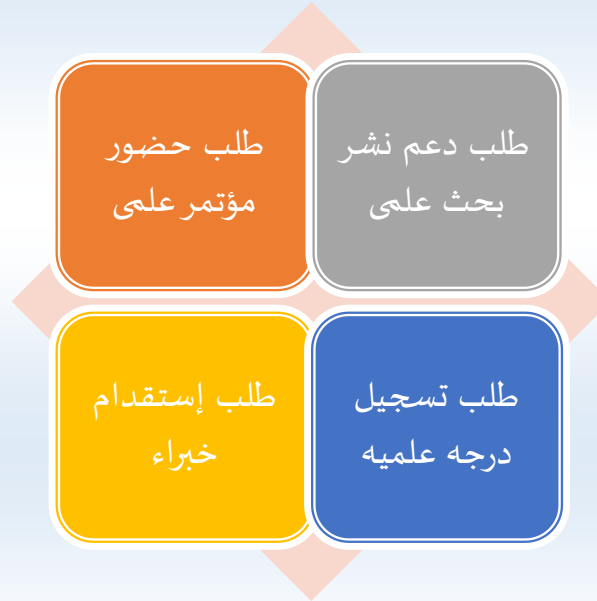 طلب دعم نشر
بحث علمى
طلب حضور
مؤتمر علمى
طلب تسجيل
درجه علميه
طلب إستقدام
خبراء